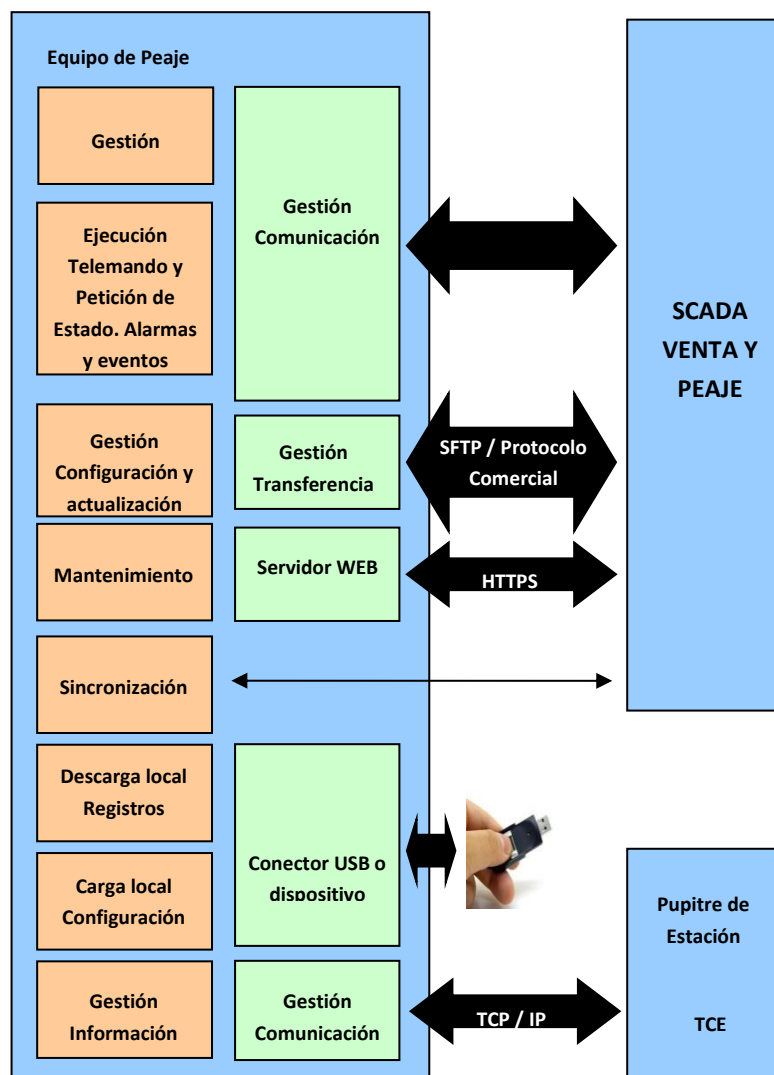 Equipo de Peaje
Gestión
Gestión
Comunicación
Ejecución
Telemando y
Petición de
Estado. Alarmas
y eventos
SCADA
VENTA Y
PEAJE
Gestión
Configuración y
actualización
Gestión
Transferencia
SFTP / Protocolo
Comercial
Mantenimiento
Servidor WEB
HTTPS
Sincronización
Descarga local
Registros
Conector USB o
dispositivo
Carga local
Configuración
Pupitre de
Estación
TCE
Gestión
Información
Gestión
Comunicación
TCP / IP